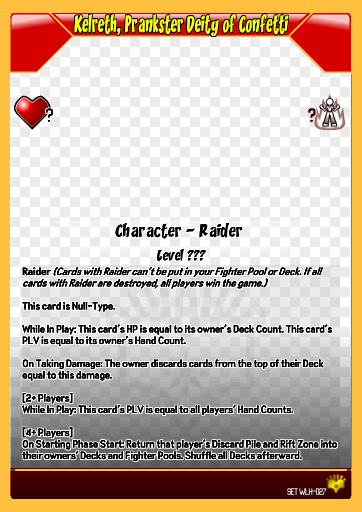 Kelreth, Prankster Deity of Confetti
?
?
Character - Raider
Level ???
Raider (Cards with Raider can't be put in your Fighter Pool or Deck. If all
cards with Raider are destroyed, all players win the game.)
This card is Null-Type.
While In Play: This card's HP is equal to its owner's Deck Count. This card's
PLV is equal to its owner's Hand Count.
On Taking Damage: The owner discards cards from the top of their Deck
equal to this damage.
[2+ Players]
While In Play: This card's PLV is equal to all players' Hand Counts.
[4+ Players]
On Starting Phase Start: Return that player's Discard Pile and Rift Zone into
their owners' Decks and Fighter Pools. Shuffle all Decks afterward.
SET WLH-027